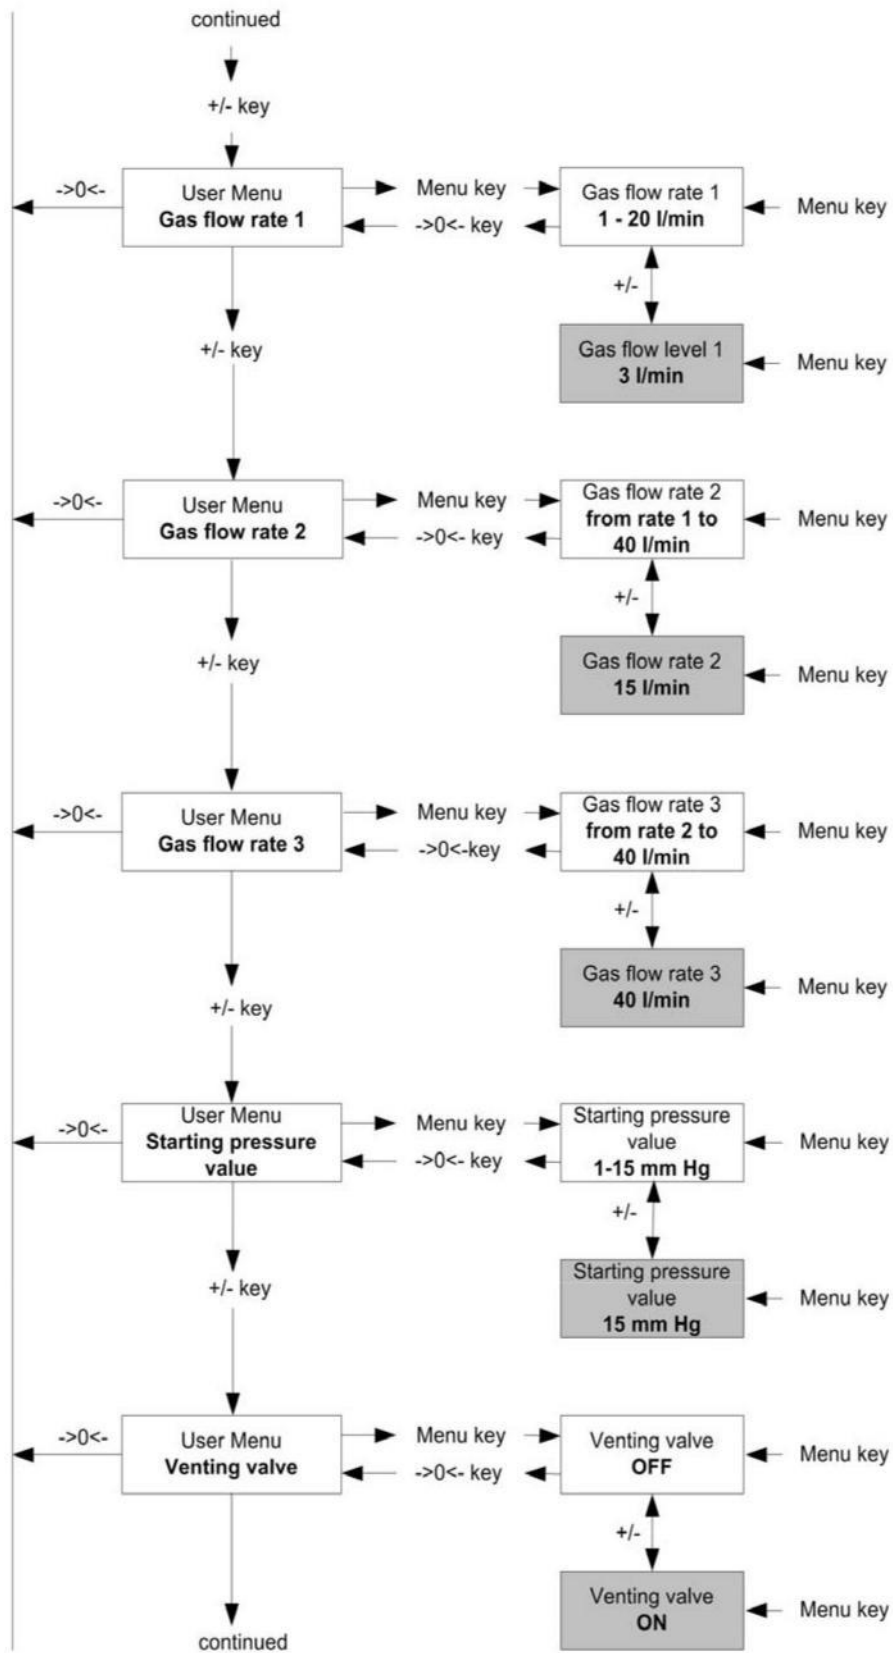 continued
+/- key
->0<-
User Menu
Gas flow rate 1
Menu key
->0<- key
Gas flow rate 1
1 - 20 l/min
Menu key
+/-
+/- key
Gas flow level 1
3 l/min
Menu key
->0<-
User Menu
Gas flow rate 2
Menu key
->0<- key
Gas flow rate 2
from rate 1 to
40 l/min
Menu key
+/-
+/- key
Gas flow rate 2
15 l/min
Menu key
->0<-
User Menu
Gas flow rate 3
Menu key
->0<-key
Gas flow rate 3
from rate 2 to
40 l/min
Menu key
+/-
+/- key
Gas flow rate 3
40 l/min
Menu key
->0<-
User Menu
Starting pressure
value
Menu key
->0<- key
Starting pressure
value
1-15 mm Hg
Menu key
+/-
+/- key
Starting pressure
value
15 mm Hg
Menu key
->0<-
User Menu
Venting valve
Menu key
->0<- key
Venting valve
OFF
Menu key
+/-
Venting valve
ON
Menu key
continued